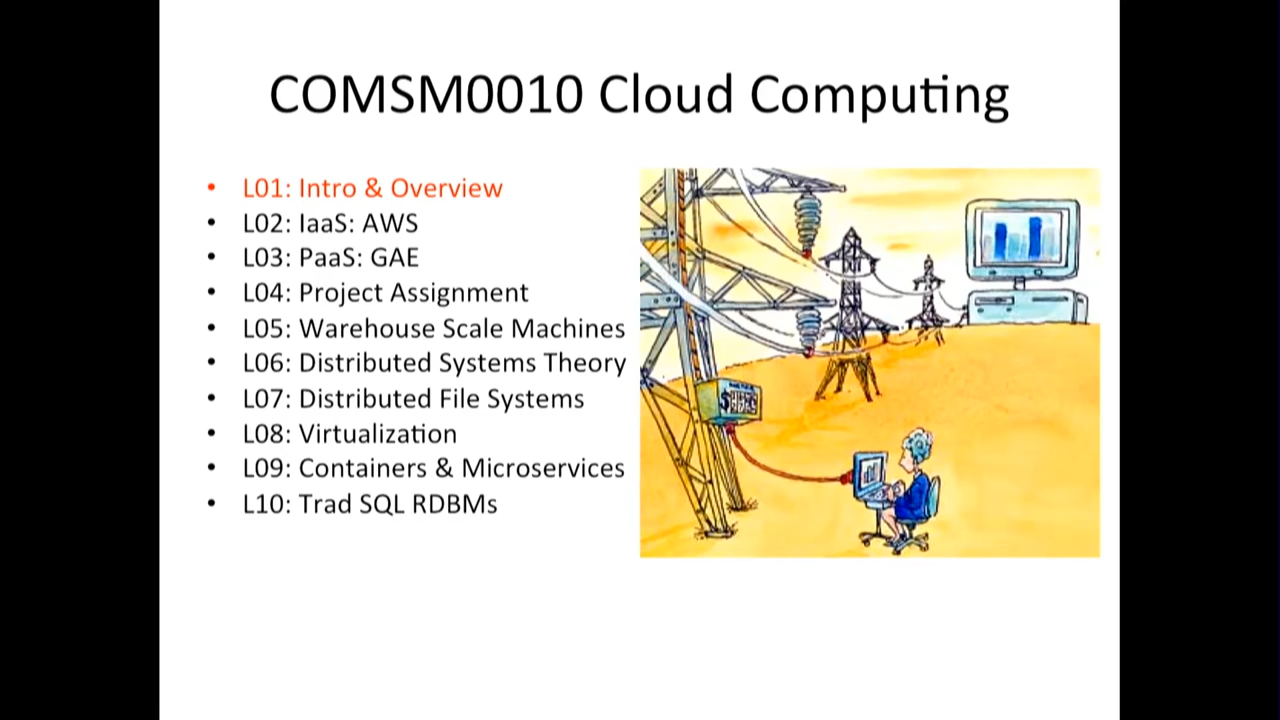 COMSM0010 Cloud Computing
• L01: Intro & Overview
• L02: IaaS: AWS
• L03: PaaS: GAE
• L04: Project Assignment
• L05: Warehouse Scale Machines
• L06: Distributed Systems Theory
• L07: Distributed File Systems
• L08: Virtualization
• L09: Containers & Microservices
• L10: Trad SQL RDBMs